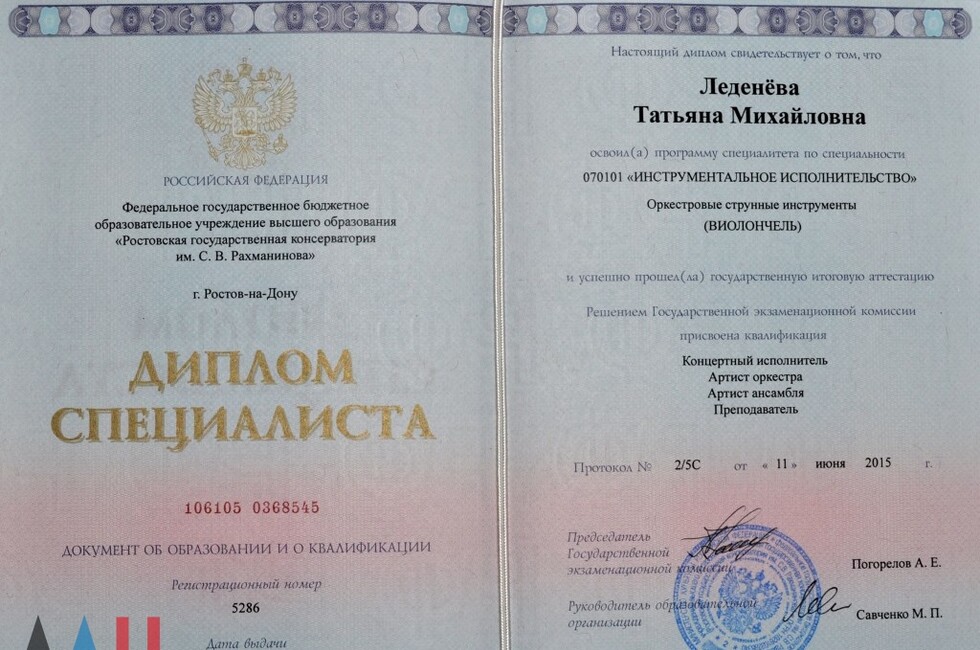 РОССИЙСКАЯ ФЕДЕРАЦИЯ
Федеральное государственное бюджетное
образовательное учреждение высшего образования
«Ростовская государственная консерватория
им. С. В. Рахманинова»
г. Ростов-на-Дону
ДИПЛОМ
СПЕЦИАЛИСТА
106105 0368545
ДОКУМЕНТ ОБ ОБРАЗОВАНИИ И О КВАЛИФИКАЦИИ
Регистрационный номер
5286
Дата выдачи
Настоящий диплом свидетельствует о том, что
Леденёва
Татьяна Михайловна
освоил(а) программу специалитета по специальности
070101 «ИНСТРУМЕНТАЛЬНОЕ ИСПОЛНИТЕЛЬСТВО»
Оркестровые струнные инструменты
(ВИОЛОНЧЕЛЬ)
и успешно прошел(ла) государственную итоговую аттестацию
Решением Государственной экзаменационной комиссии
присвоена квалификация
Концертный исполнитель
Артист оркестра
Артист ансамбля
Преподаватель
Протокол № 2/5С от « 11 » июня 2015 г.
Председатель
Государственной
экзаменационной комиссии
Погорелов А. Е.
Руководитель образовательной
организации
Савченко М. П.